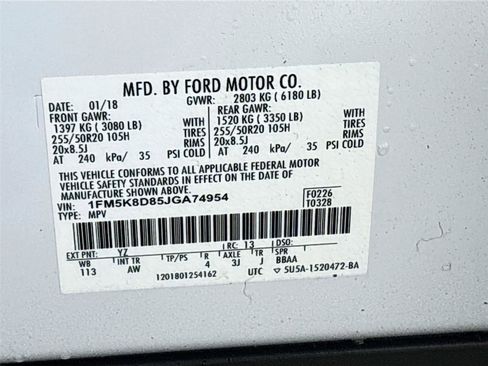 MFD. BY FORD MOTOR CO.
DATE: 01/18 GVWR: 2803 KG ( 6180 LB)
FRONT GAWR: REAR GAWR:
1397 KG ( 3080 LB) WITH 1520 KG ( 3350 LB) WITH
255/50R20 105H TIRES 255/50R20 105H TIRES
20x8.5J RIMS 20x8.5J RIMS
AT 240 kPa/ 35 PSI COLD AT 240 kPa/ 35 PSI COLD
THIS VEHICLE CONFORMS TO ALL APPLICABLE FEDERAL MOTOR
VEHICLE SAFETY AND BUMPER STANDARDS IN EFFECT ON THE DATE OF
MANUFACTURE SHOWN ABOVE.
VIN: 1FM5K8D85JGA74954 F0226
TYPE: MPV T0328
EXT PNT: YZ RC: 13 DSO:
WB INT TR TP/PS R AXLE TR SPR
113 AW 4 3J J BBAA
1201801254162 UTC 5U5A-1520472-BA